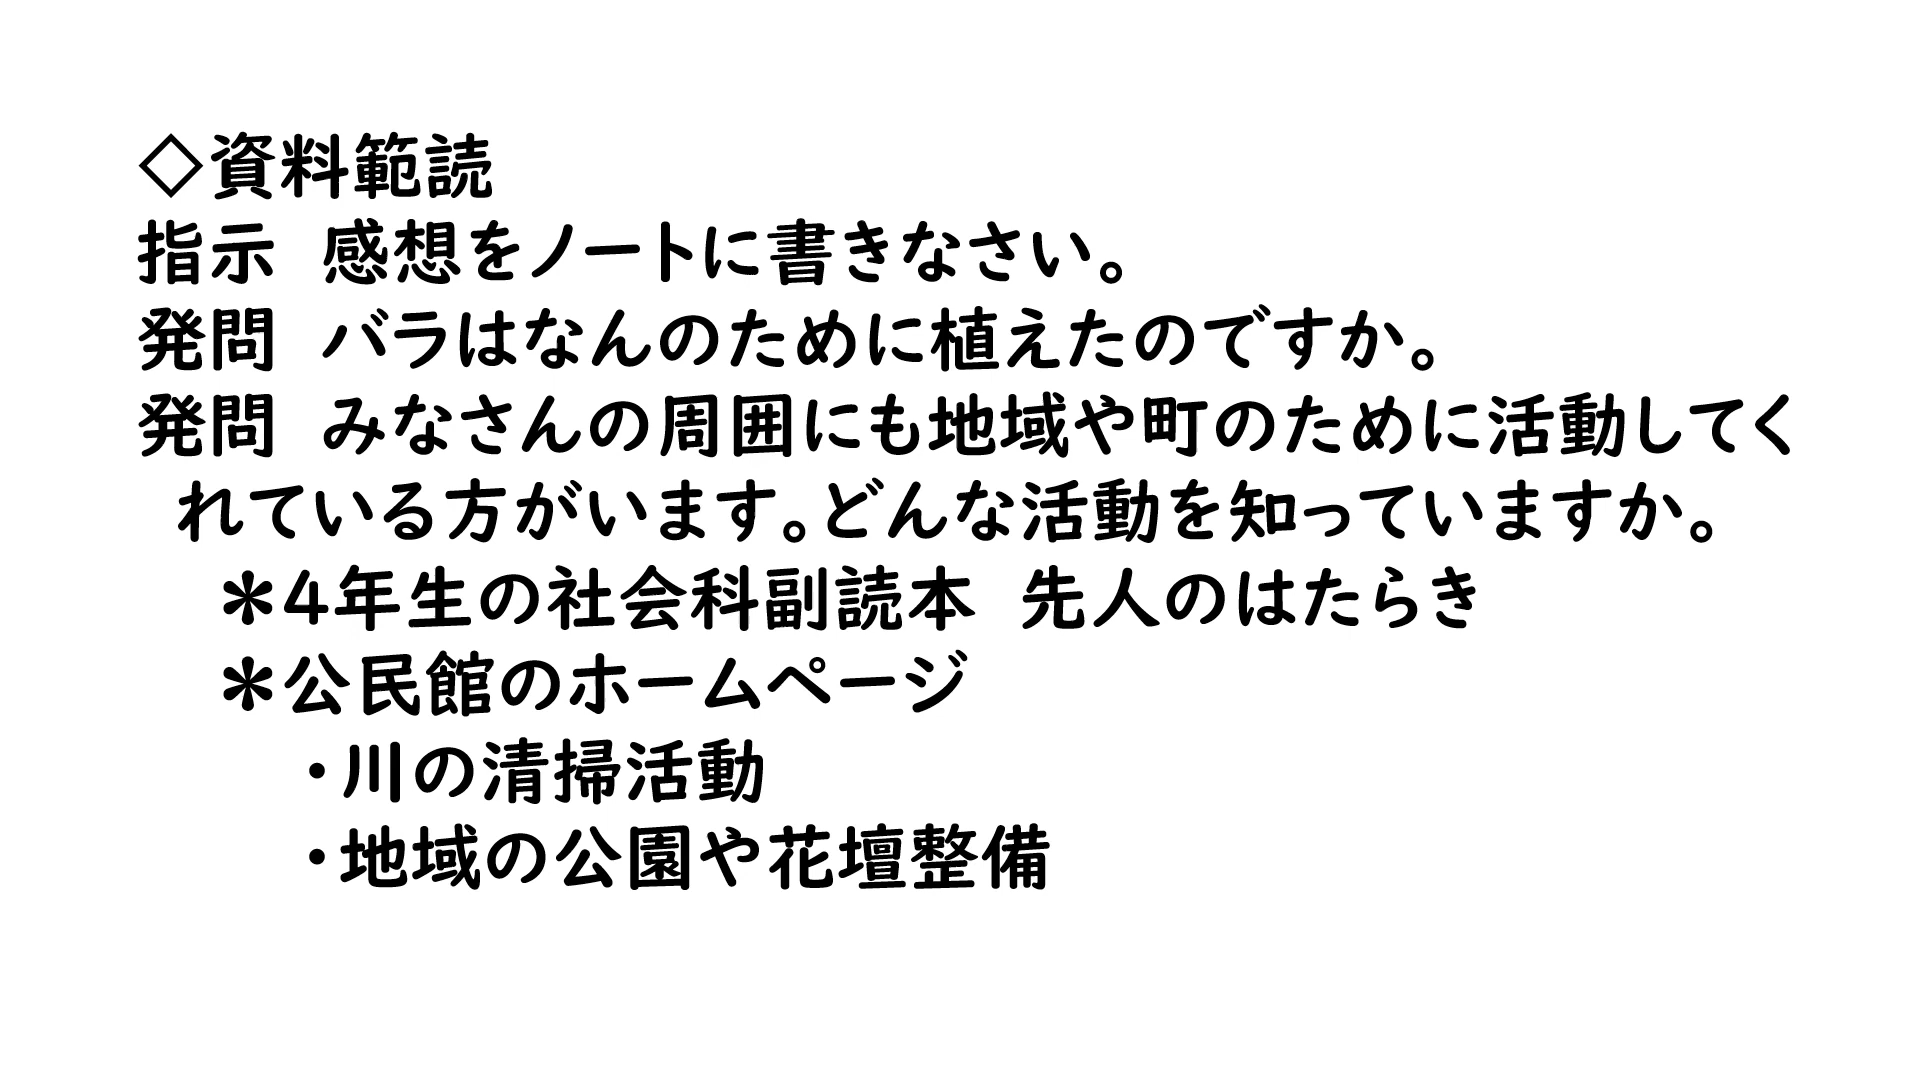 ◇資料範読
指示　感想をノートに書きなさい。
発問　バラはなんのために植えたのですか。
発問　みなさんの周囲にも地域や町のために活動してく
れている方がいます。どんな活動を知っていますか。
＊４年生の社会科副読本　先人のはたらき
＊公民館のホームページ
・川の清掃活動
・地域の公園や花壇整備